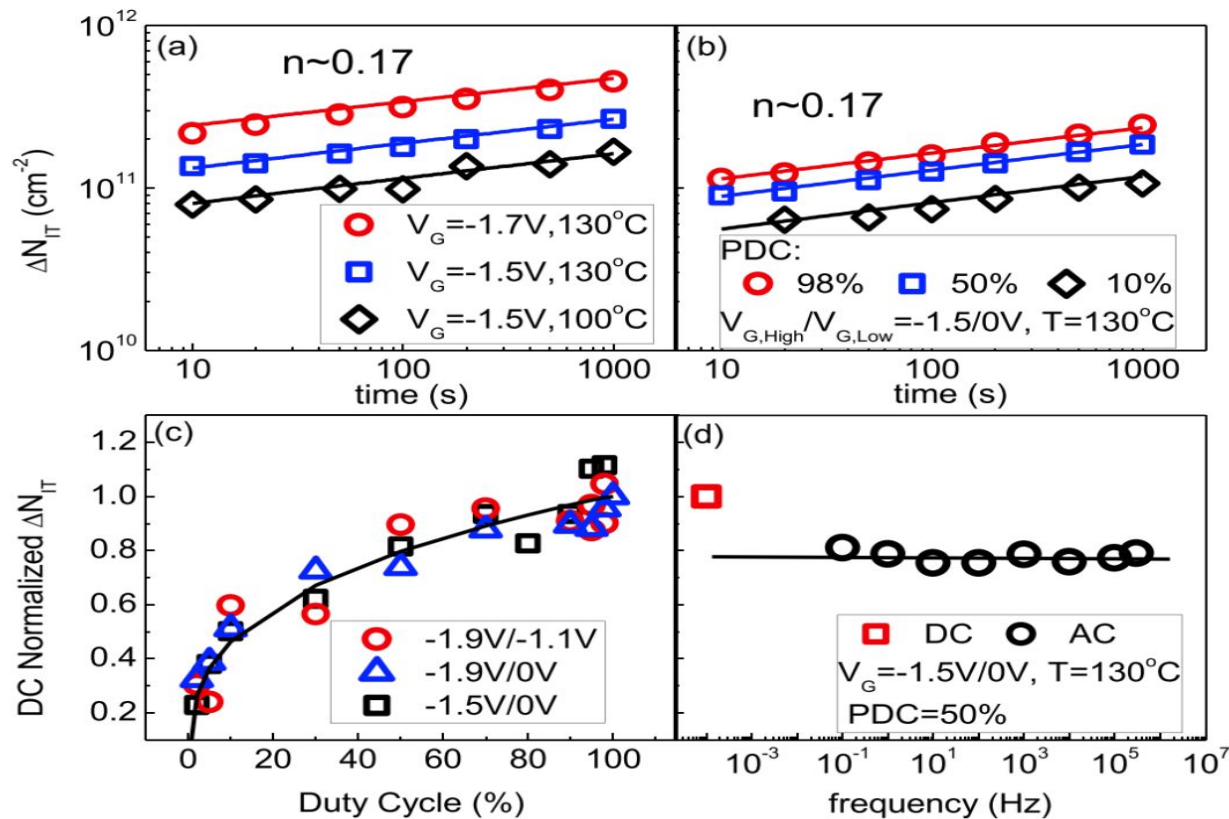 (a)
n~0.17
10¹²
10¹¹
10¹⁰
ΔN_IT (cm⁻²)
V_G=-1.7V,130°C
V_G=-1.5V,130°C
V_G=-1.5V,100°C
10 100 1000
time (s)
(b)
n~0.17
PDC:
98% 50% 10%
V_G,High/V_G,Low=-1.5/0V, T=130°C
10 100 1000
time (s)
(c)
1.2
1.0
0.8
0.6
0.4
0.2
DC Normalized ΔN_IT
-1.9V/-1.1V
-1.9V/0V
-1.5V/0V
0 20 40 60 80 100
Duty Cycle (%)
(d)
DC AC
V_G=-1.5V/0V, T=130°C
PDC=50%
10⁻³ 10⁻¹ 10¹ 10³ 10⁵ 10⁷
frequency (Hz)